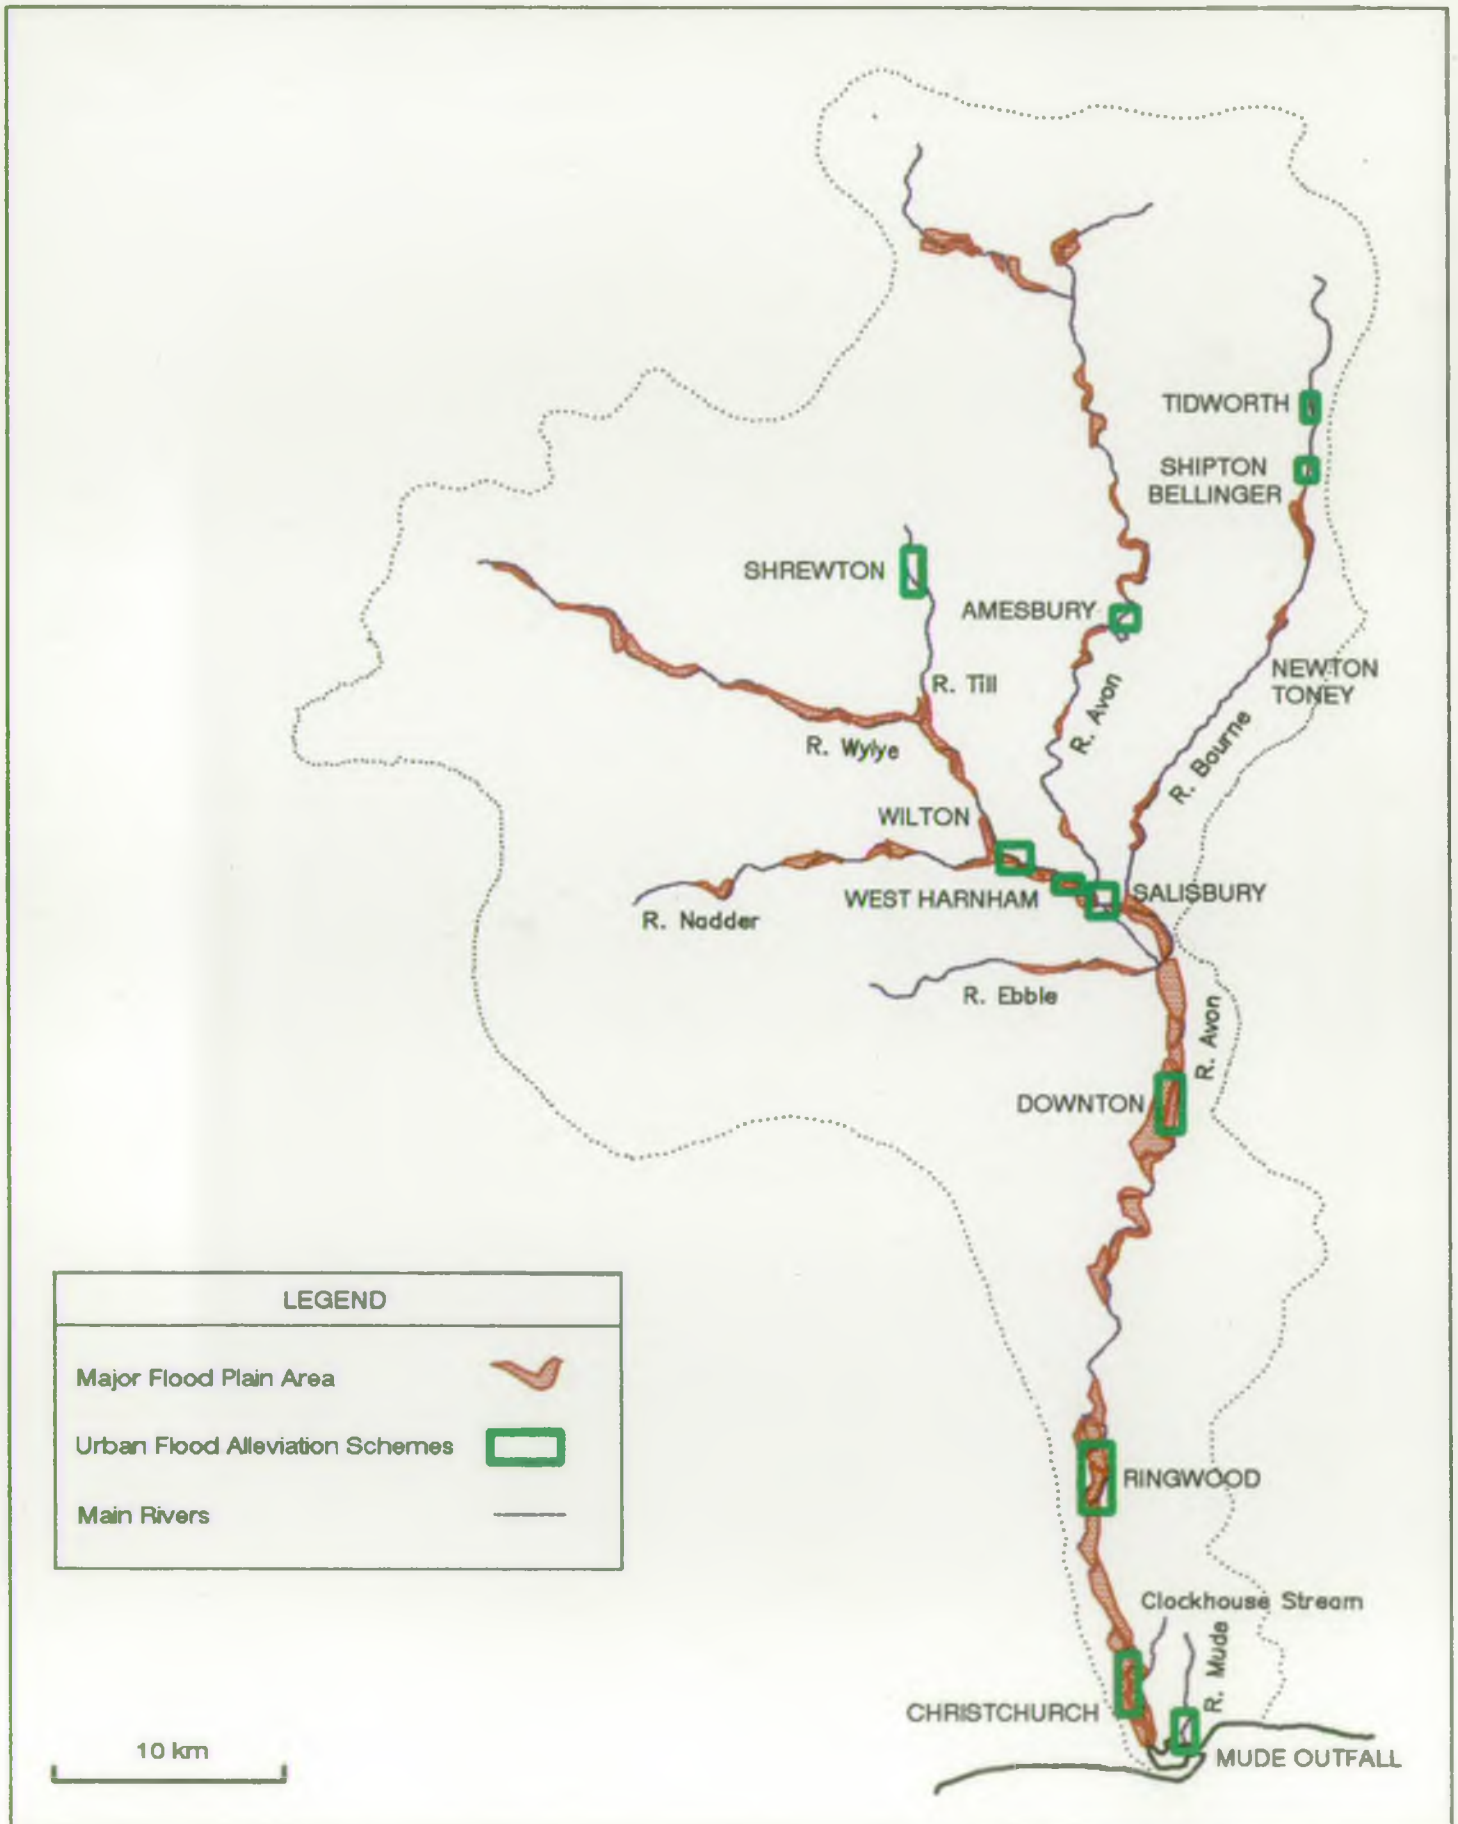 TIDWORTH
SHIPTON
BELLINGER
SHREWTON
AMESBURY
NEWTON
TONEY
R. Till
R. Avon
R. Bourne
R. Wylye
WILTON
WEST HARNHAM
SALISBURY
R. Nadder
R. Ebble
R. Avon
DOWNTON
LEGEND
Major Flood Plain Area
Urban Flood Alleviation Schemes
Main Rivers
RINGWOOD
Clockhouse Stream
R. Mude
CHRISTCHURCH
MUDE OUTFALL
10 km